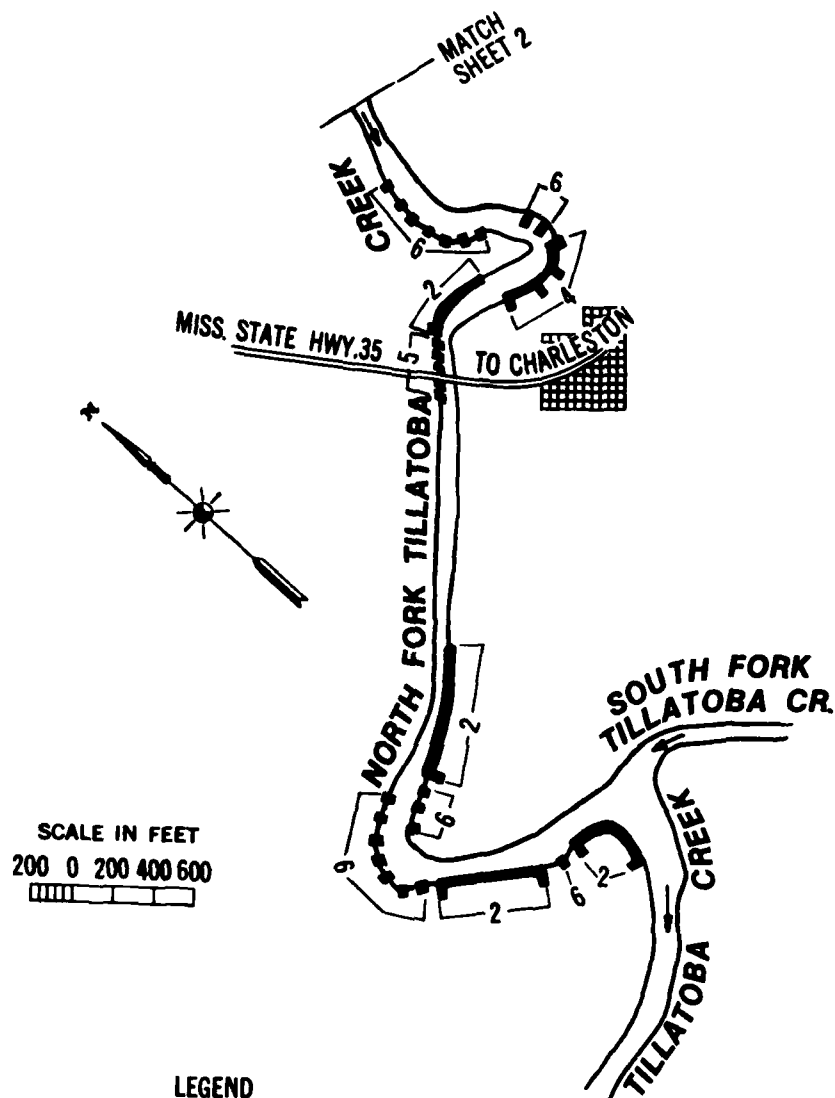 MATCH
SHEET 2
CREEK
6
6
2
4
MISS. STATE HWY. 35
TO CHARLESTON
5
N
NORTH FORK TILLATOBA
SOUTH FORK
TILLATOBA CR.
2
6
6
SCALE IN FEET
200 0 200 400 600
2
6
2
TILLATOBA CREEK
LEGEND